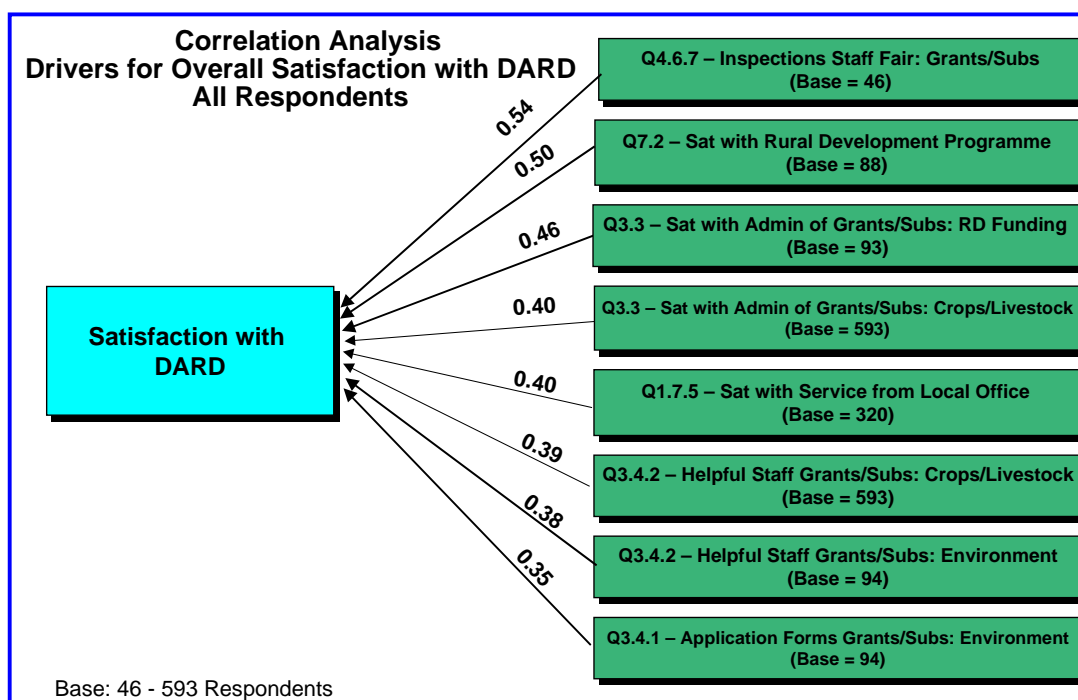 Correlation Analysis
Drivers for Overall Satisfaction with DARD
All Respondents
Q4.6.7 – Inspections Staff Fair: Grants/Subs
(Base = 46)
0.54
Q7.2 – Sat with Rural Development Programme
(Base = 88)
0.50
Q3.3 – Sat with Admin of Grants/Subs: RD Funding
(Base = 93)
0.46
Q3.3 – Sat with Admin of Grants/Subs: Crops/Livestock
(Base = 593)
0.40
Satisfaction with
DARD
Q1.7.5 – Sat with Service from Local Office
(Base = 320)
0.40
Q3.4.2 – Helpful Staff Grants/Subs: Crops/Livestock
(Base = 593)
0.39
Q3.4.2 – Helpful Staff Grants/Subs: Environment
(Base = 94)
0.38
Q3.4.1 – Application Forms Grants/Subs: Environment
(Base = 94)
0.35
Base: 46 - 593 Respondents